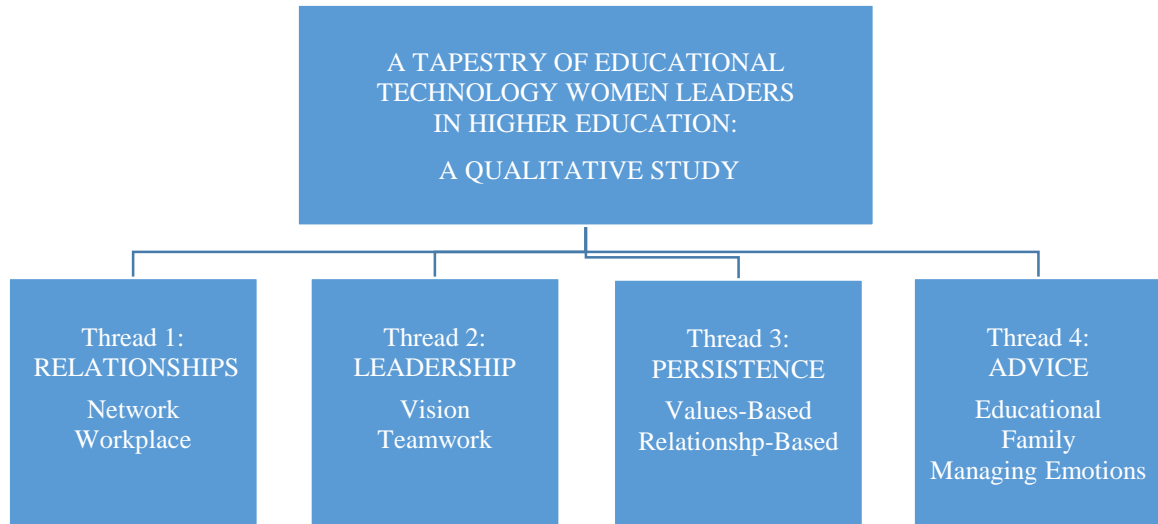 A TAPESTRY OF EDUCATIONAL
TECHNOLOGY WOMEN LEADERS
IN HIGHER EDUCATION:
A QUALITATIVE STUDY
Thread 1:
RELATIONSHIPS
Network
Workplace
Thread 2:
LEADERSHIP
Vision
Teamwork
Thread 3:
PERSISTENCE
Values-Based
Relationshp-Based
Thread 4:
ADVICE
Educational
Family
Managing Emotions